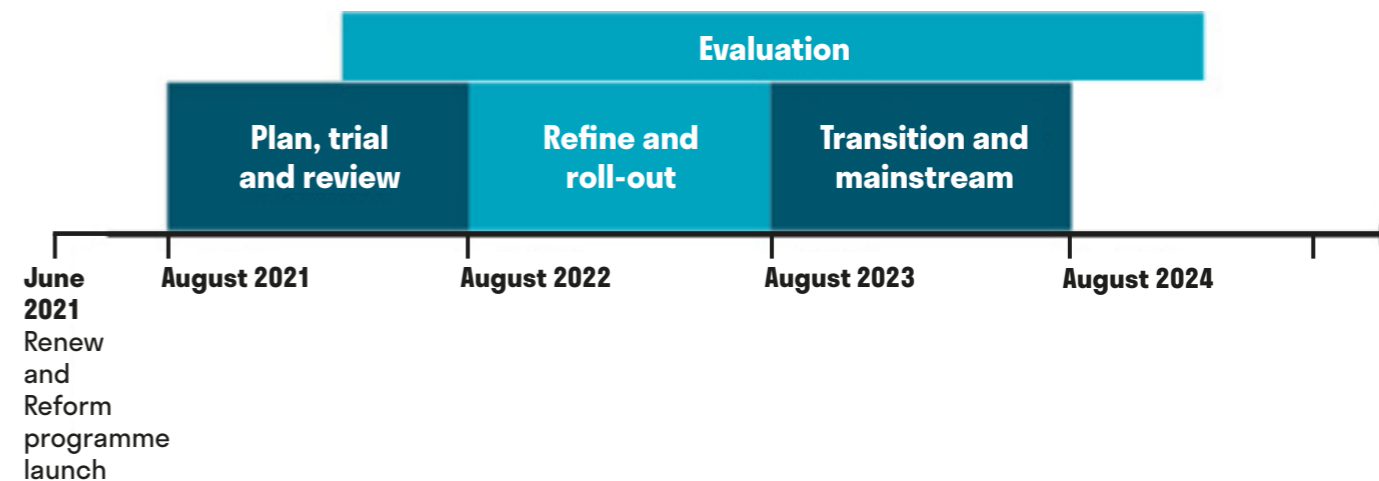 Evaluation
Plan, trial
and review
Refine and
roll-out
Transition and
mainstream
June
2021
Renew
and
Reform
programme
launch
August 2021
August 2022
August 2023
August 2024